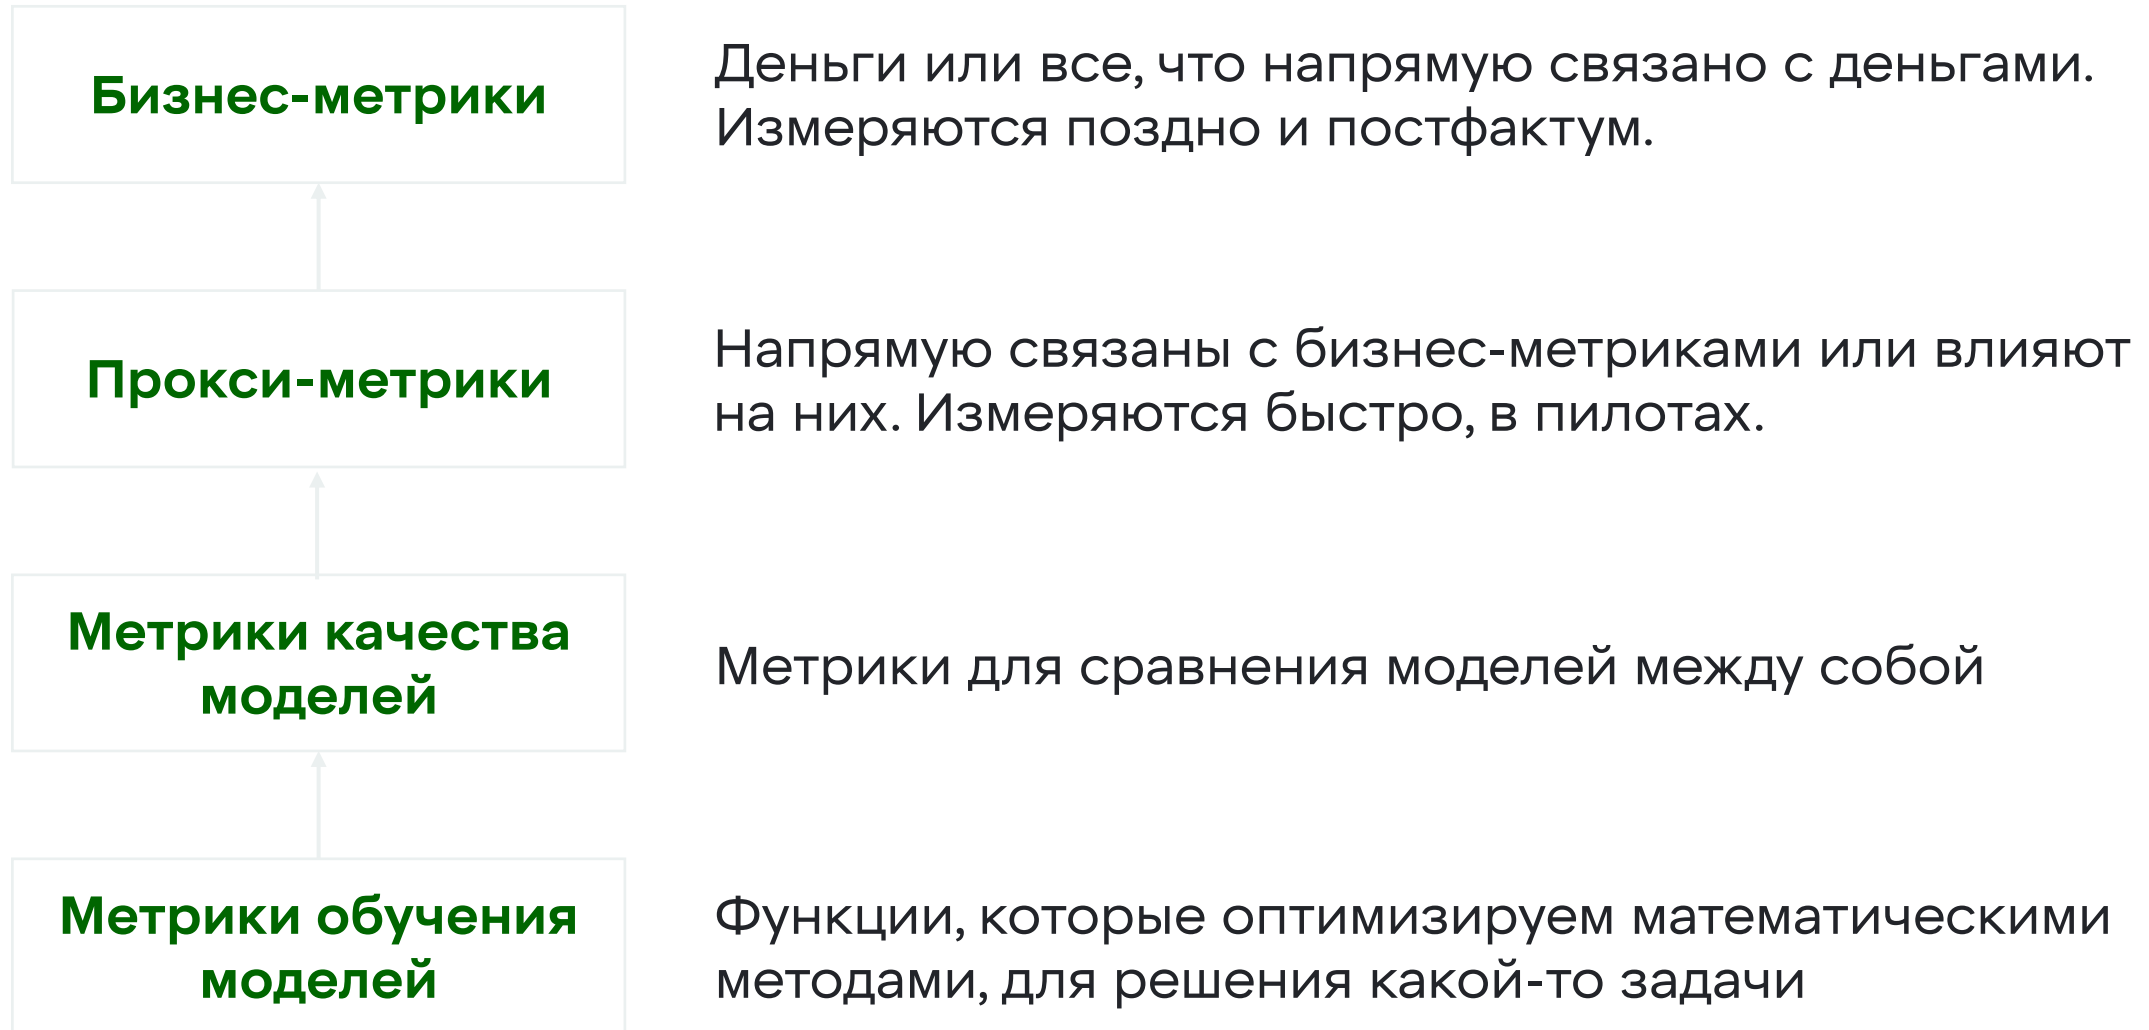 Бизнес-метрики
Деньги или все, что напрямую связано с деньгами.
Измеряются поздно и постфактум.
Прокси-метрики
Напрямую связаны с бизнес-метриками или влияют
на них. Измеряются быстро, в пилотах.
Метрики качества
моделей
Метрики для сравнения моделей между собой
Метрики обучения
моделей
Функции, которые оптимизируем математическими
методами, для решения какой-то задачи